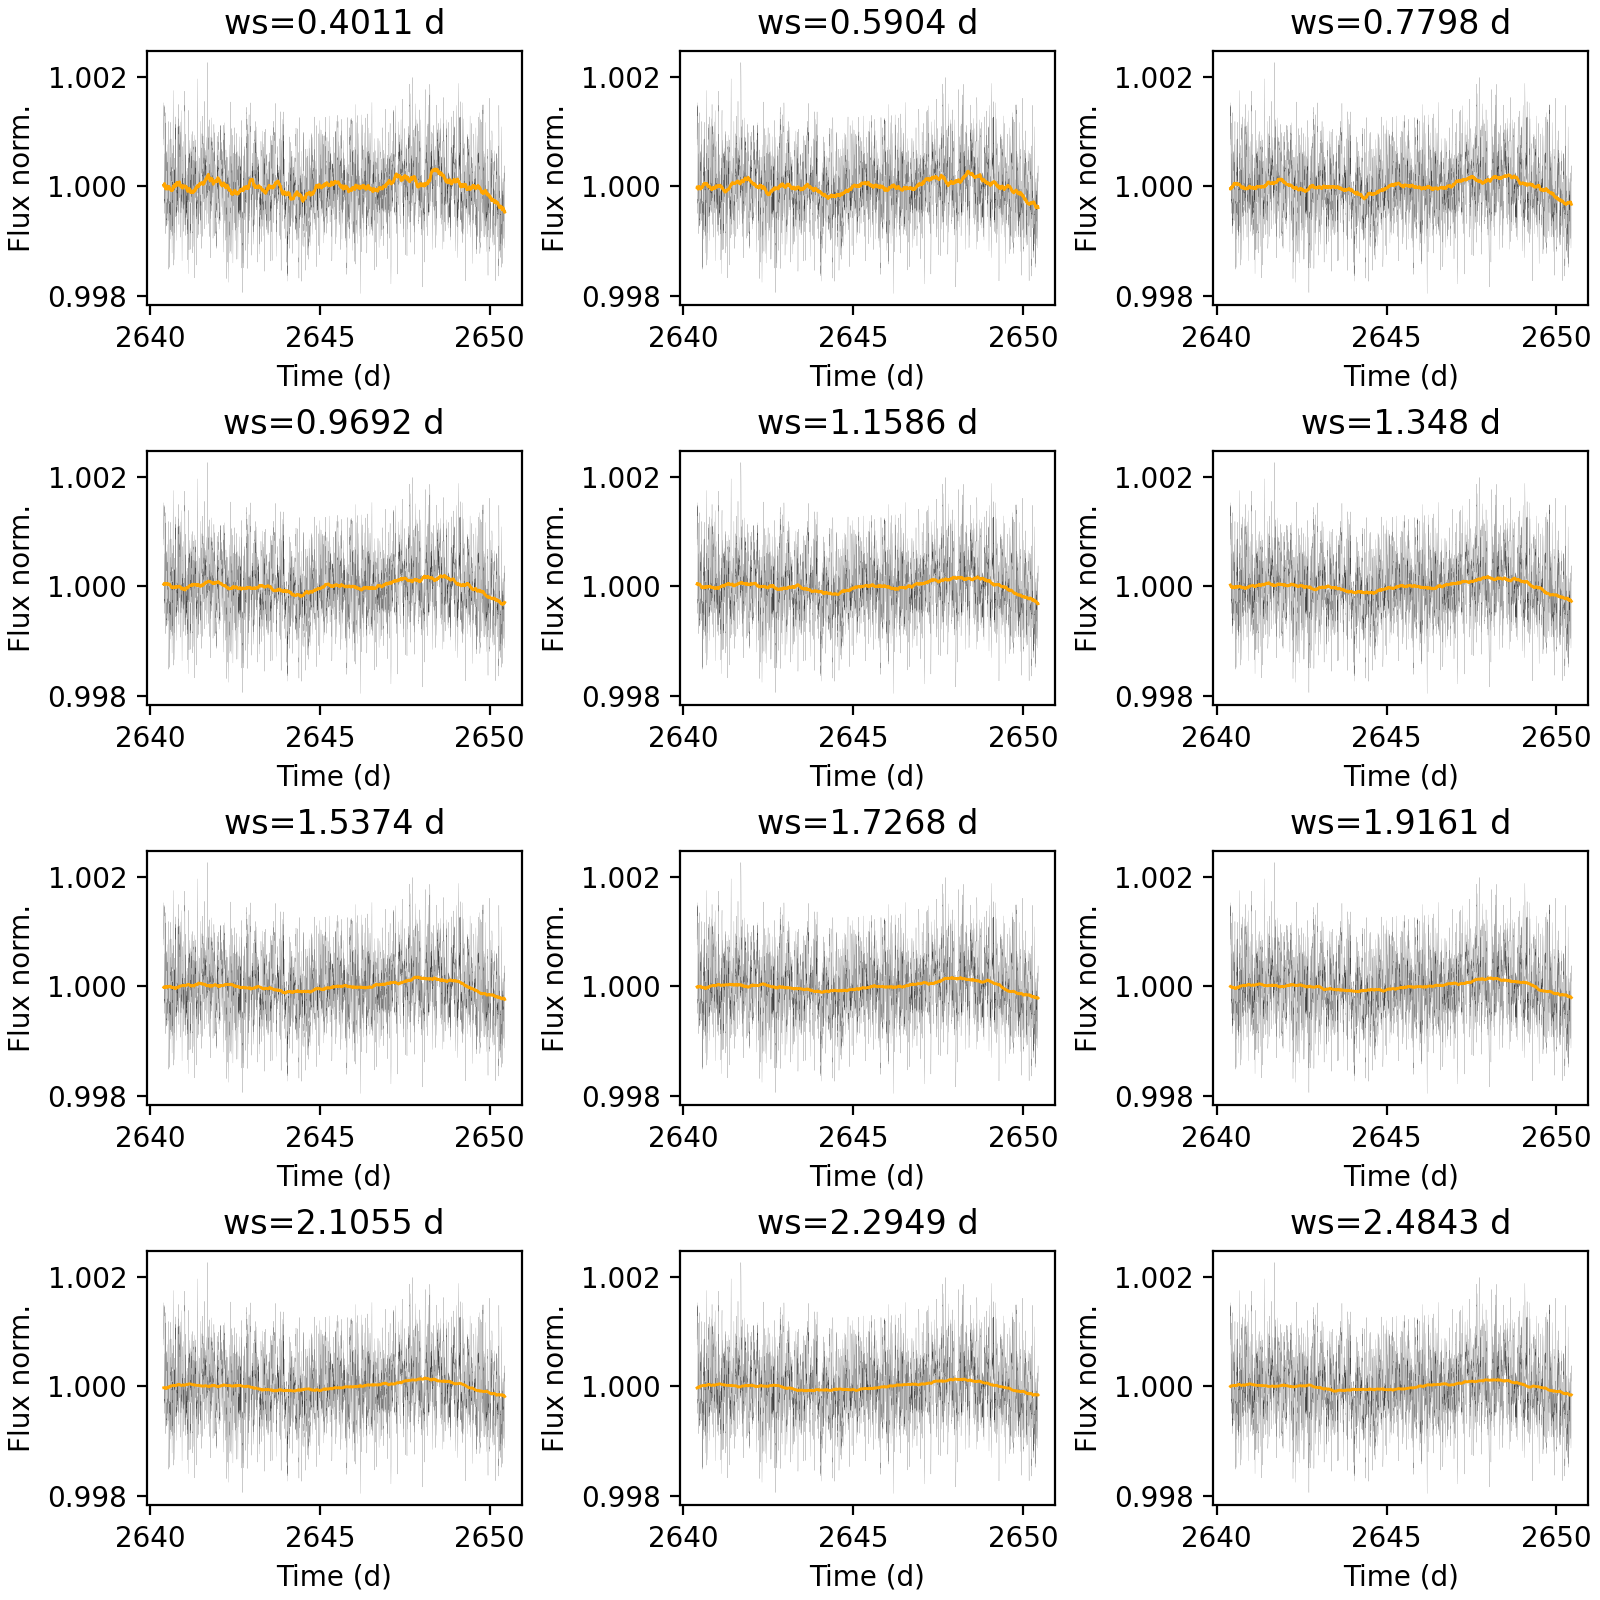 ws=0.4011 d
ws=0.5904 d
ws=0.7798 d
Flux norm.
1.002
1.000
0.998
2640 2645 2650
Time (d)
Flux norm.
1.002
1.000
0.998
2640 2645 2650
Time (d)
Flux norm.
1.002
1.000
0.998
2640 2645 2650
Time (d)
ws=0.9692 d
ws=1.1586 d
ws=1.348 d
Flux norm.
1.002
1.000
0.998
2640 2645 2650
Time (d)
Flux norm.
1.002
1.000
0.998
2640 2645 2650
Time (d)
Flux norm.
1.002
1.000
0.998
2640 2645 2650
Time (d)
ws=1.5374 d
ws=1.7268 d
ws=1.9161 d
Flux norm.
1.002
1.000
0.998
2640 2645 2650
Time (d)
Flux norm.
1.002
1.000
0.998
2640 2645 2650
Time (d)
Flux norm.
1.002
1.000
0.998
2640 2645 2650
Time (d)
ws=2.1055 d
ws=2.2949 d
ws=2.4843 d
Flux norm.
1.002
1.000
0.998
2640 2645 2650
Time (d)
Flux norm.
1.002
1.000
0.998
2640 2645 2650
Time (d)
Flux norm.
1.002
1.000
0.998
2640 2645 2650
Time (d)